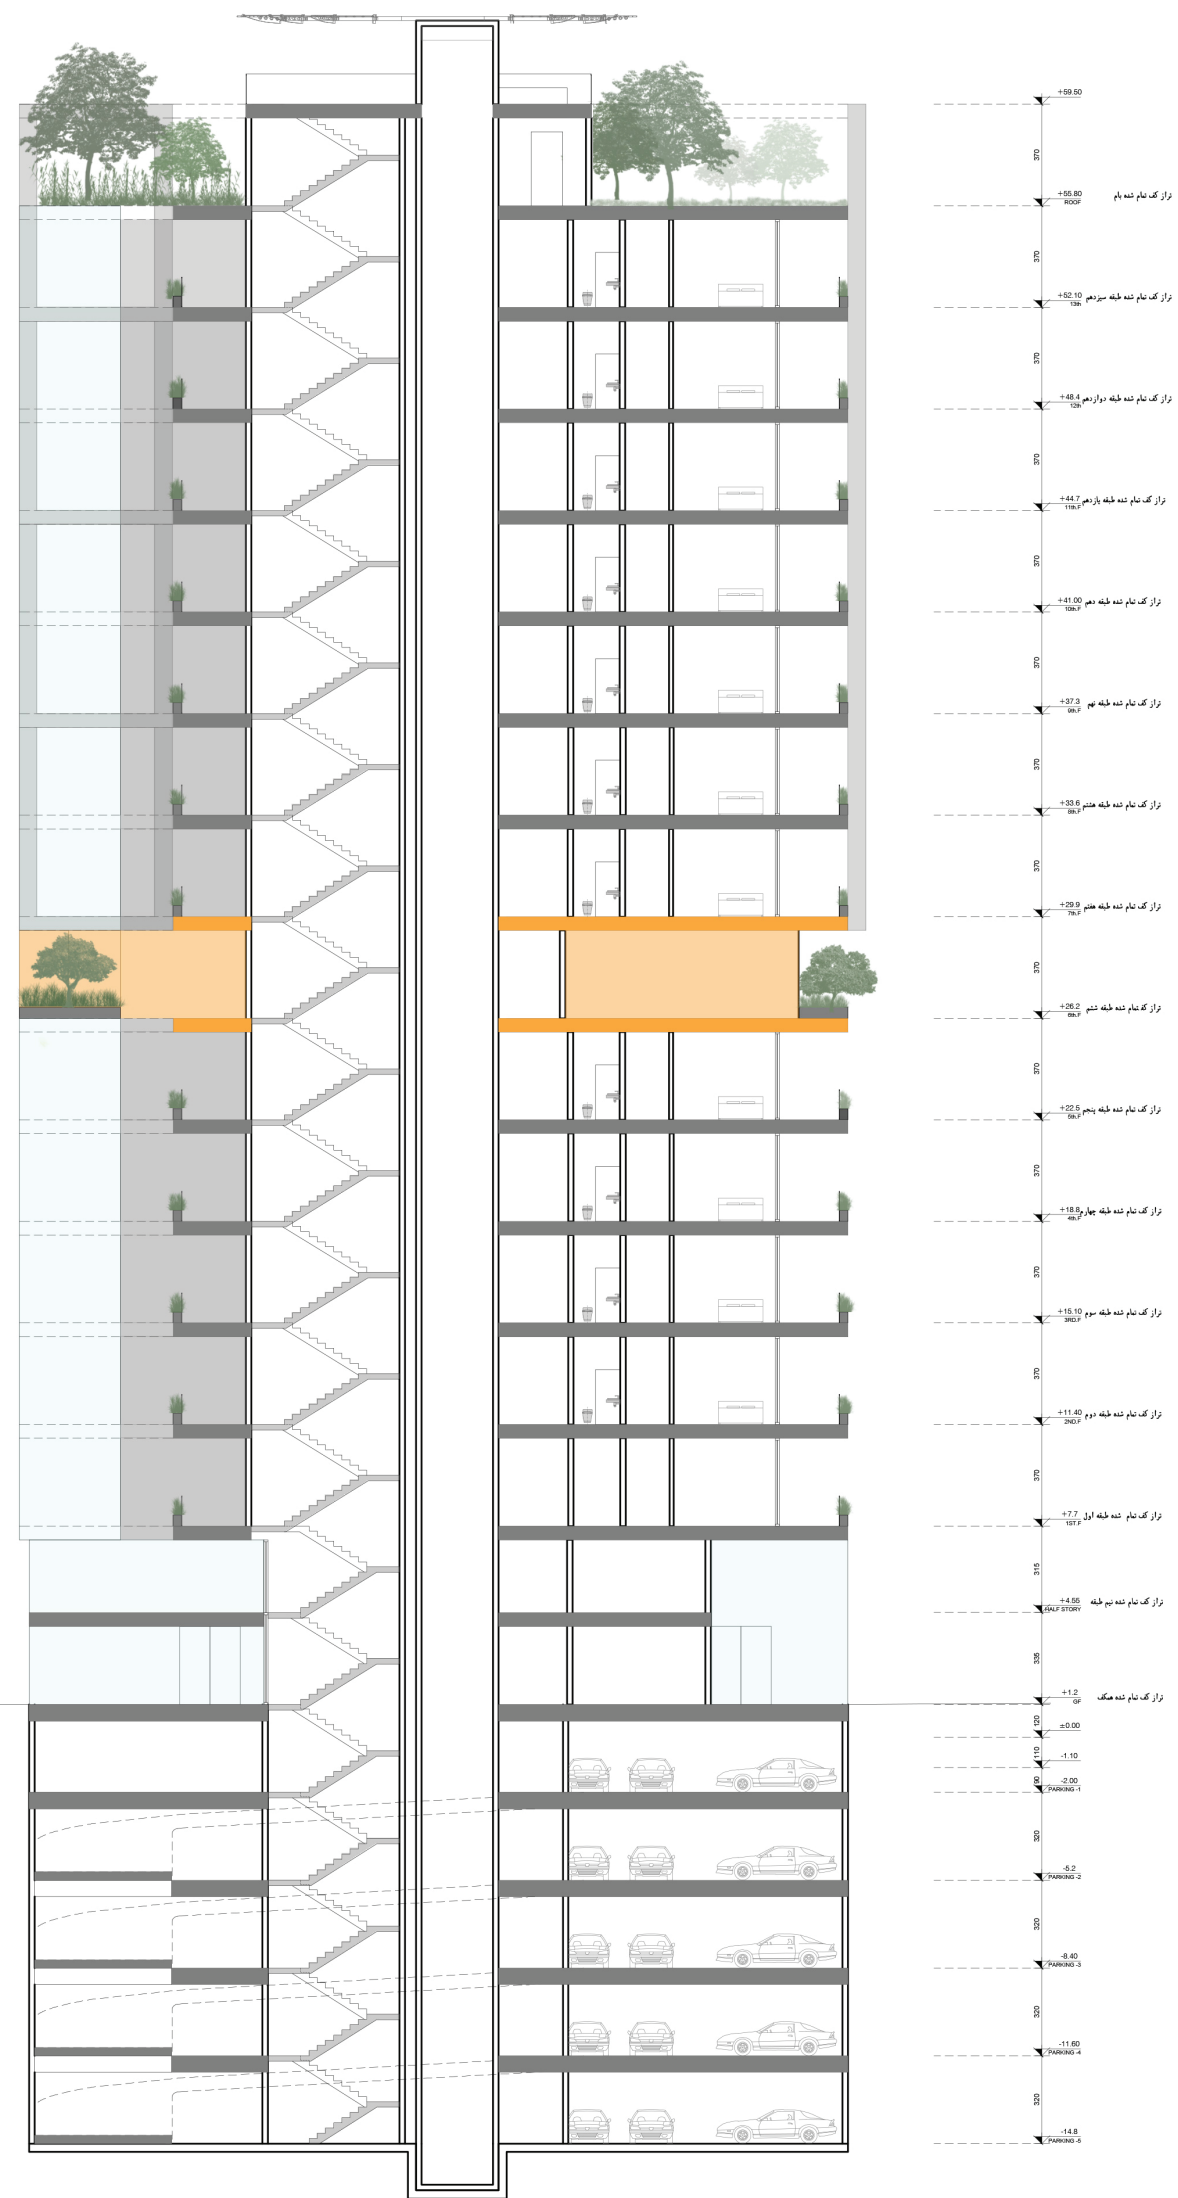 +59.50
370
+55.80 تراز کف تمام شده بام
ROOF
370
+52.10 تراز کف تمام شده طبقه سیزدهم
13th
370
+48.4 تراز کف تمام شده طبقه دوازدهم
12th
370
+44.7 تراز کف تمام شده طبقه یازدهم
11th.F
370
+41.00 تراز کف تمام شده طبقه دهم
10th.F
370
+37.3 تراز کف تمام شده طبقه نهم
9th.F
370
+33.6 تراز کف تمام شده طبقه هشتم
8th.F
370
+29.9 تراز کف تمام شده طبقه هفتم
7th.F
370
+26.2 تراز کف تمام شده طبقه ششم
6th.F
370
+22.5 تراز کف تمام شده طبقه پنجم
5th.F
370
+18.8 تراز کف تمام شده طبقه چهارم
4th.F
370
+15.10 تراز کف تمام شده طبقه سوم
3RD.F
370
+11.40 تراز کف تمام شده طبقه دوم
2ND.F
370
+7.7 تراز کف تمام شده طبقه اول
1ST.F
315
+4.55 تراز کف تمام شده نیم طبقه
HALF STORY
335
+1.2 تراز کف تمام شده همکف
GF
120
±0.00
110
-1.10
90
-2.00
PARKING -1
320
-5.2
PARKING -2
320
-8.40
PARKING -3
320
-11.60
PARKING -4
320
-14.8
PARKING -5